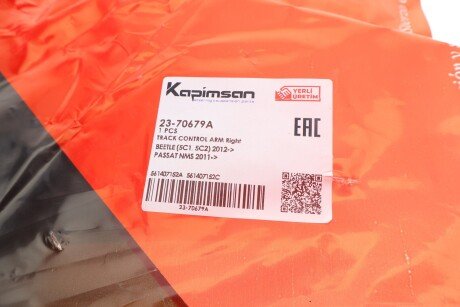 Kapimsan
YERLİ
ÜRETİM
23-70679A
1 PCS
TRACK CONTROL ARM Right
BEETLE (5C1, 5C2) 2012->
PASSAT NMS 2011->
EAC
561407152A 561407152C
23-70679A